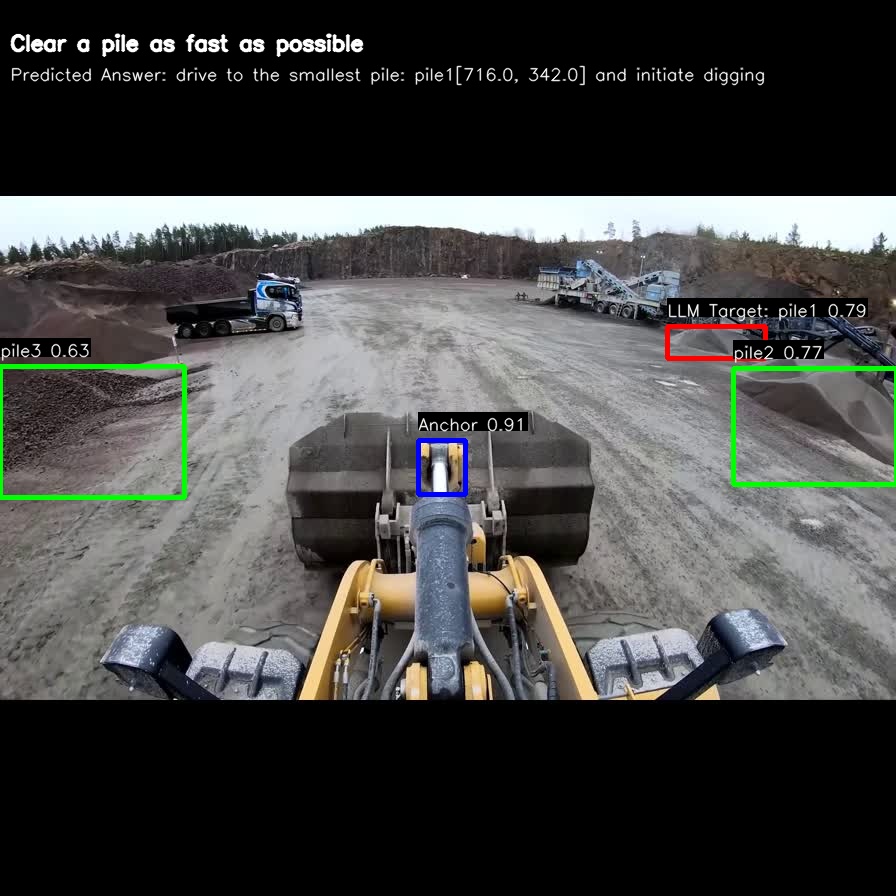 Clear a pile as fast as possible
Predicted Answer: drive to the smallest pile: pile1[716.0, 342.0] and initiate digging
LLM Target: pile1 0.79
pile3 0.63
pile2 0.77
Anchor 0.91